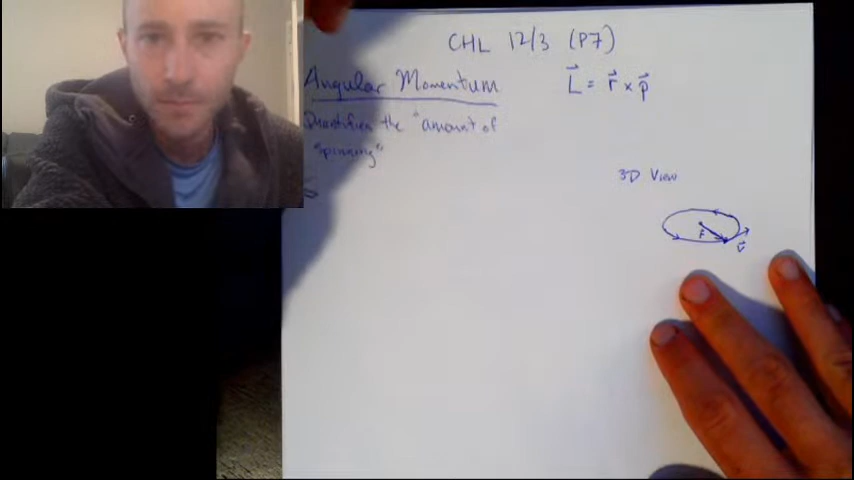 CHL 12/3 (P7)
Angular Momentum
L⃗ = r⃗ × p⃗
Quantifies the "amount of
"spinning"
3D View
r⃗
v⃗